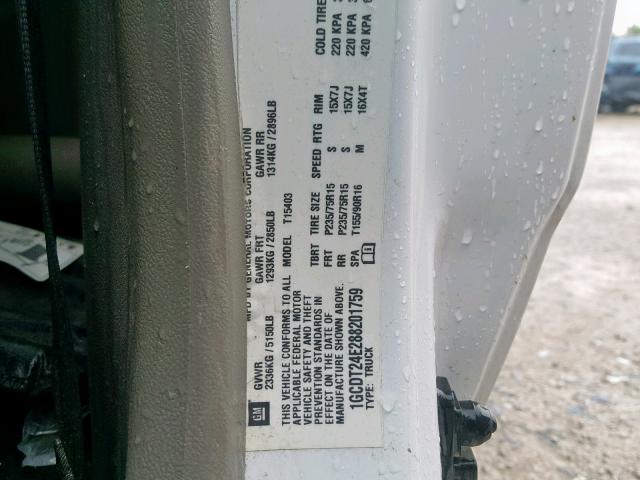 MFD BY GENERAL MOTORS CORPORATION
GVWR GAWR FRT GAWR RR
2336KG / 5150LB 1293KG / 2850LB 1314KG / 2896LB
GM
THIS VEHICLE CONFORMS TO ALL
APPLICABLE FEDERAL MOTOR
VEHICLE SAFETY AND THEFT
PREVENTION STANDARDS IN
EFFECT ON THE DATE OF
MANUFACTURE SHOWN ABOVE.
1GCDT24E288201759
TYPE: TRUCK
MODEL T15403
TBRT TIRE SIZE SPEED RTG RIM COLD TIRE
FRT P235/75R15 S 15X7J 220 KPA
RR P235/75R15 S 15X7J 220 KPA
SPA T155/90R16 M 16X4T 420 KPA